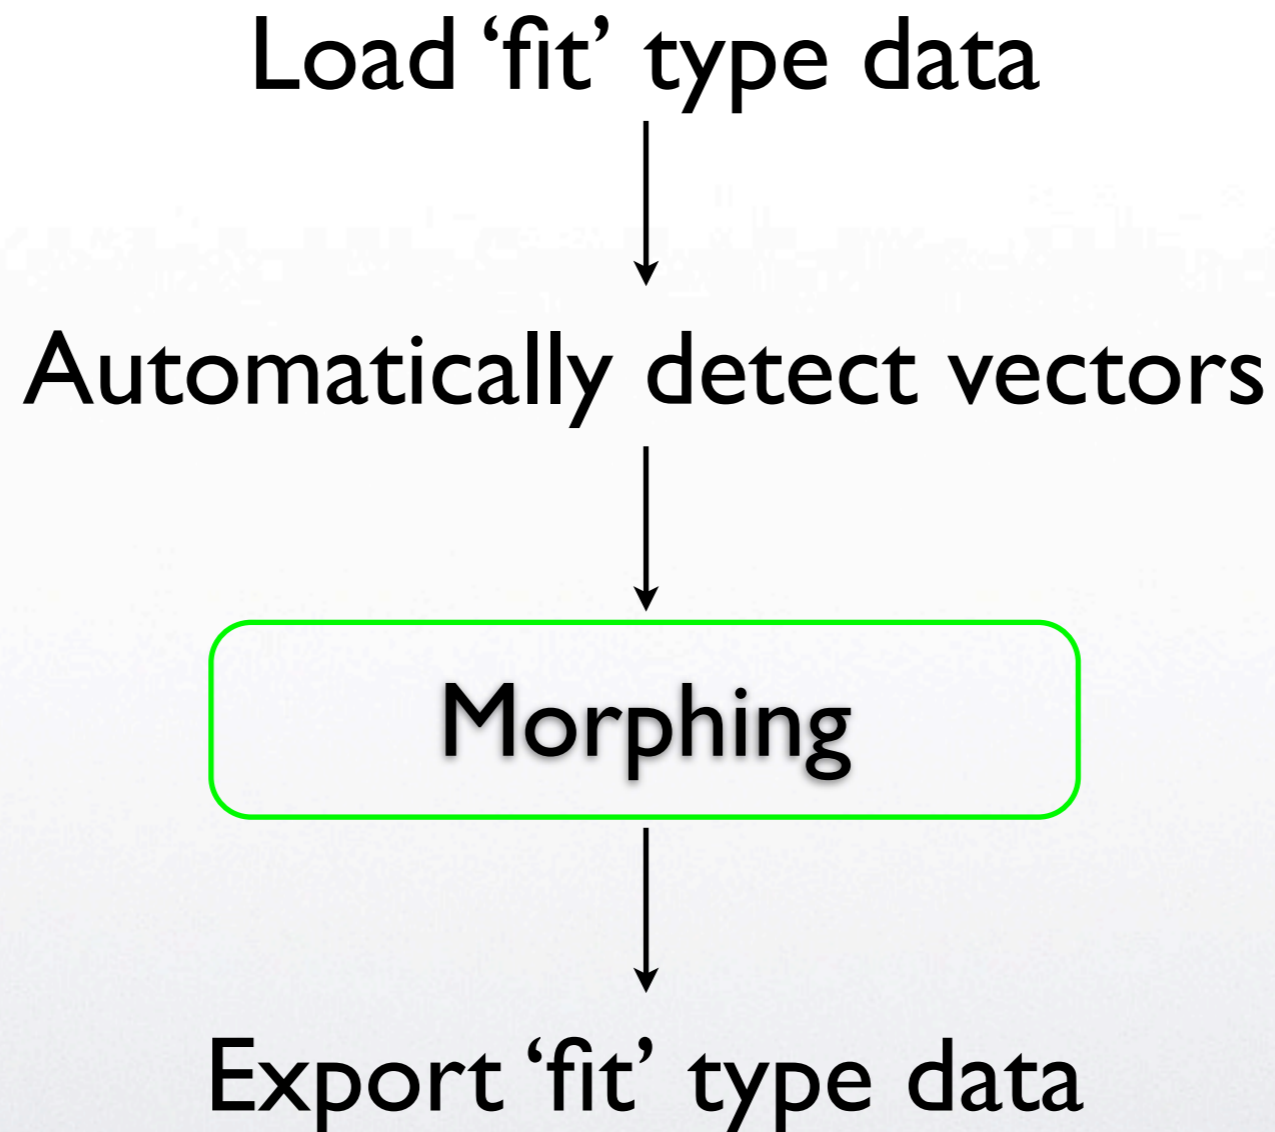 Load ‘fit’ type data
Automatically detect vectors
Morphing
Export ‘fit’ type data